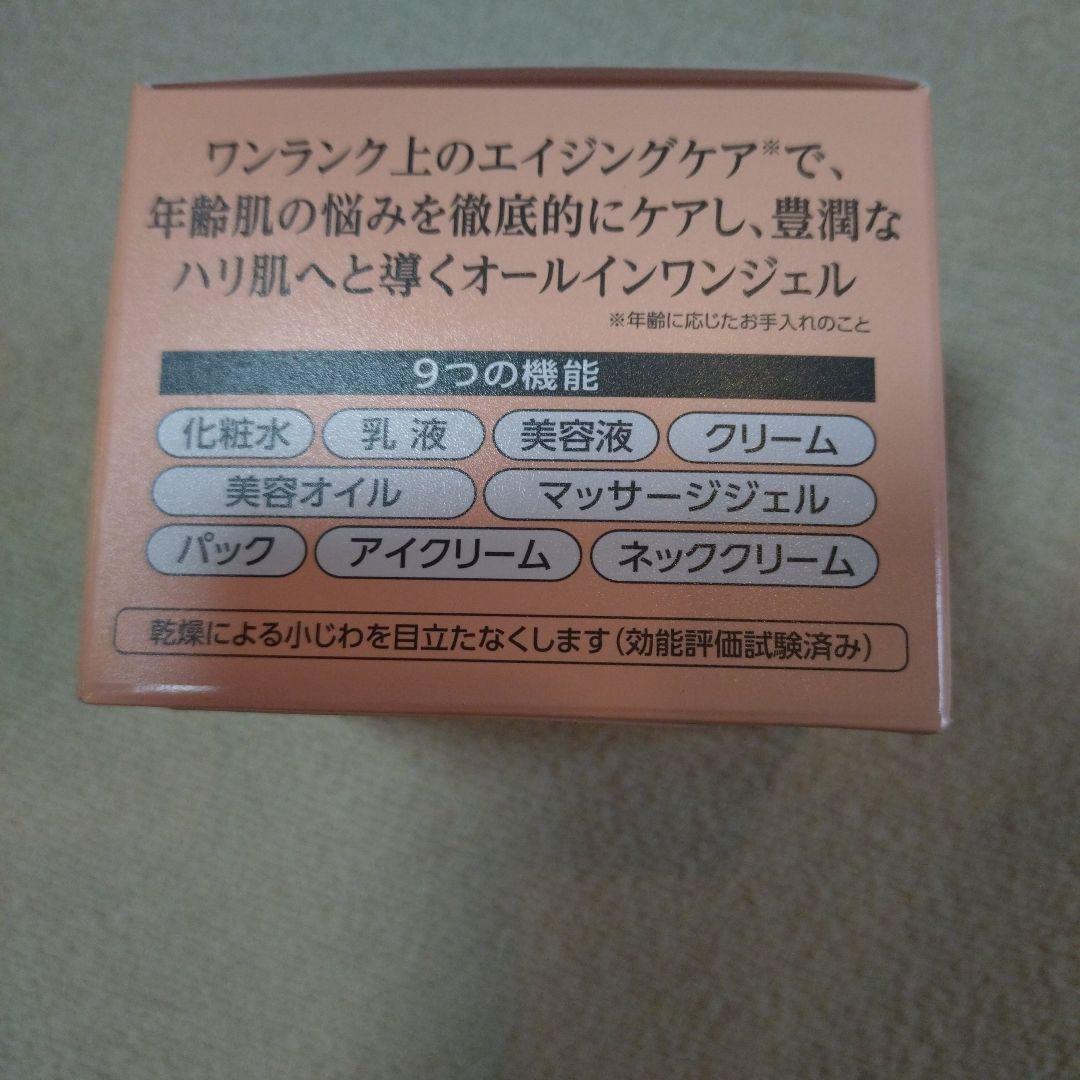 ワンランク上のエイジングケア※で、
年齢肌の悩みを徹底的にケアし、豊潤な
ハリ肌へと導くオールインワンジェル
※年齢に応じたお手入れのこと
9つの機能
化粧水 乳液 美容液 クリーム
美容オイル マッサージジェル
パック アイクリーム ネッククリーム
乾燥による小じわを目立たなくします(効能評価試験済み)